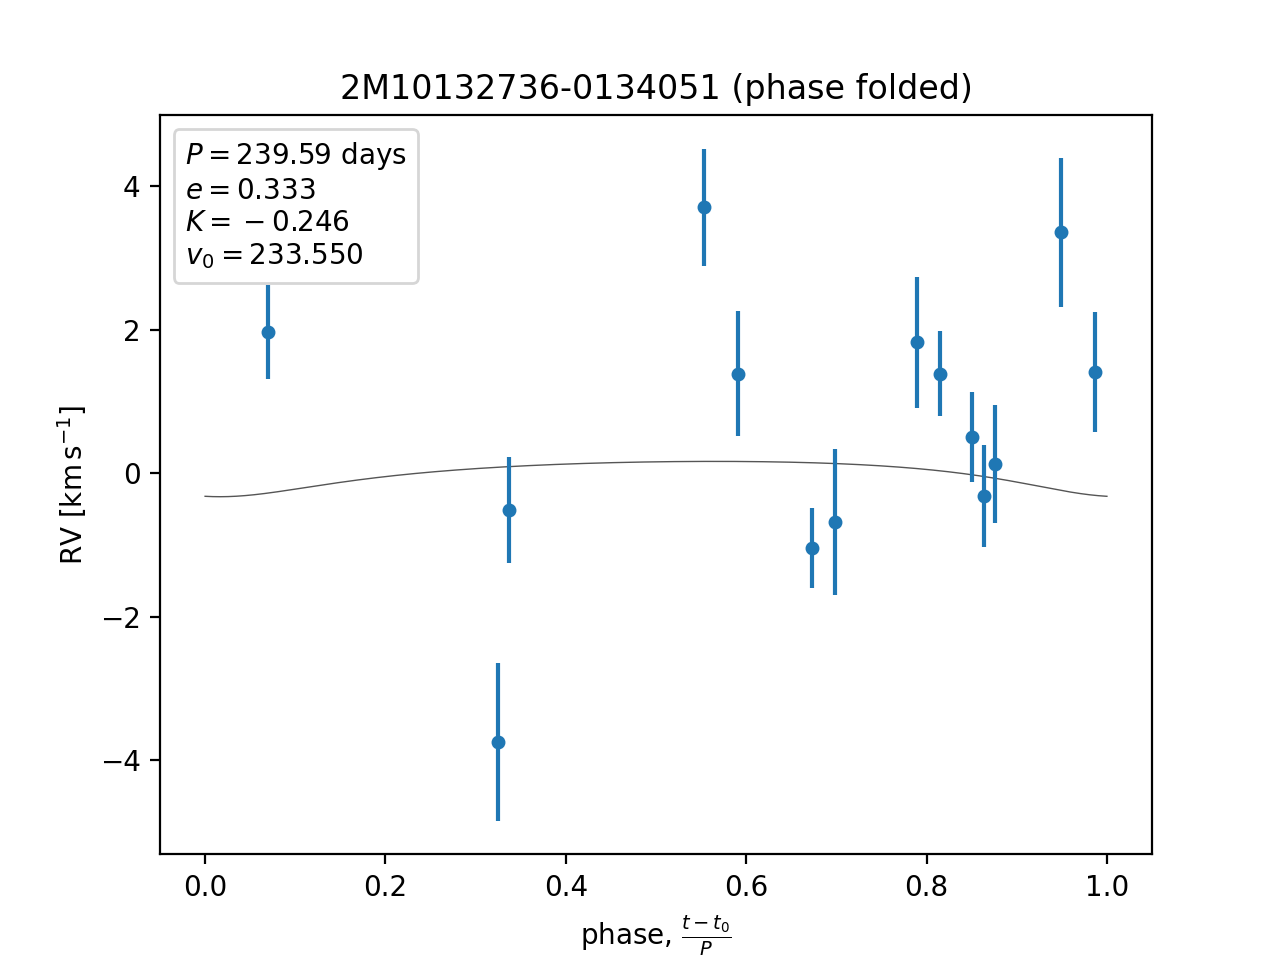 2M10132736-0134051 (phase folded)
P = 239.59 days
e = 0.333
K = −0.246
v₀ = 233.550
4
2
0
−2
−4
RV [km s⁻¹]
0.0 0.2 0.4 0.6 0.8 1.0
phase, (t − t₀)/P